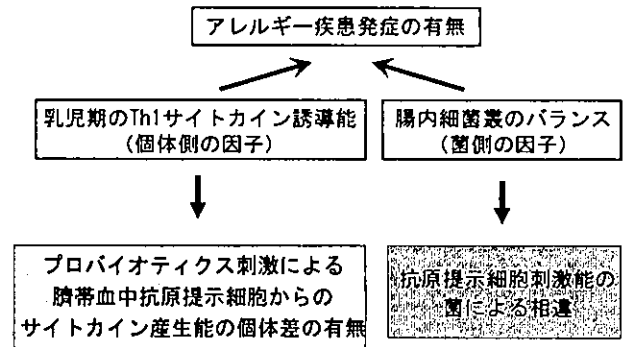 アレルギー疾患発症の有無
乳児期のTh1サイトカイン誘導能
(個体側の因子)
腸内細菌叢のバランス
(菌側の因子)
プロバイオティクス刺激による
臍帯血中抗原提示細胞からの
サイトカイン産生能の個体差の有無
抗原提示細胞刺激能の
菌による相違